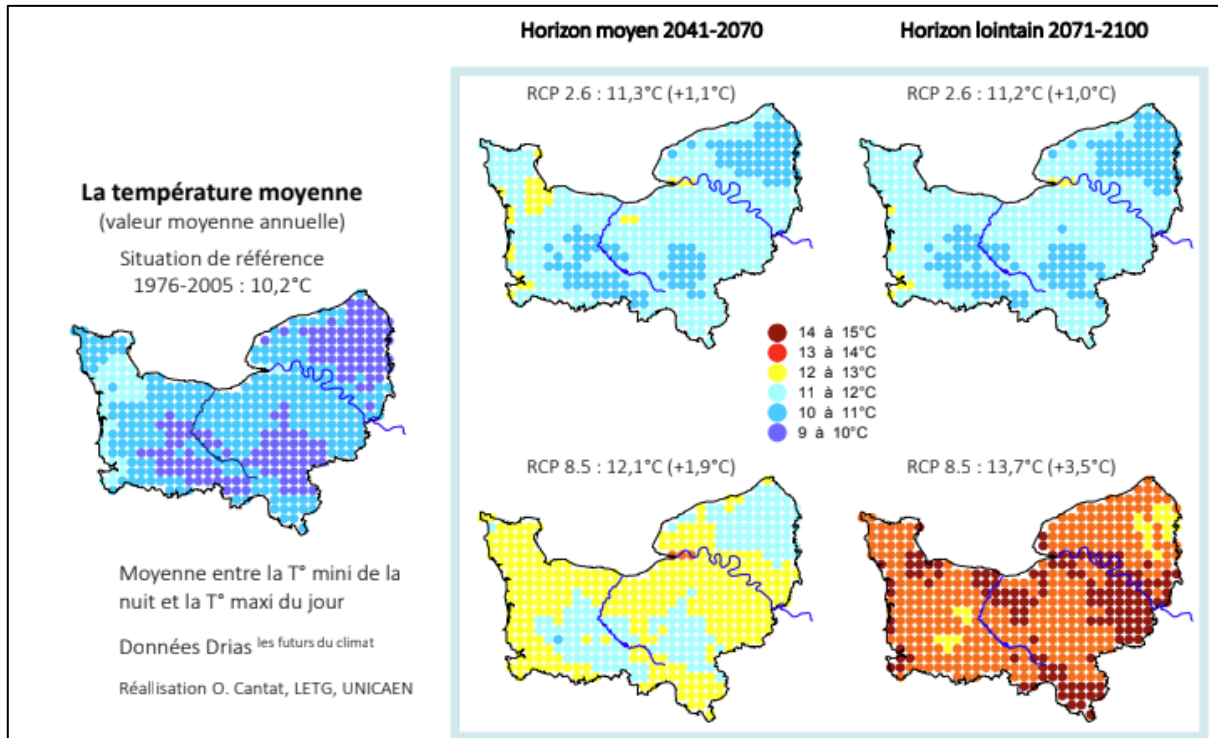 Horizon moyen 2041-2070
Horizon lointain 2071-2100
RCP 2.6 : 11,3°C (+1,1°C)
RCP 2.6 : 11,2°C (+1,0°C)
La température moyenne
(valeur moyenne annuelle)
Situation de référence
1976-2005 : 10,2°C
14 à 15°C
13 à 14°C
12 à 13°C
11 à 12°C
10 à 11°C
9 à 10°C
RCP 8.5 : 12,1°C (+1,9°C)
RCP 8.5 : 13,7°C (+3,5°C)
Moyenne entre la T° mini de la
nuit et la T° maxi du jour
Données Drias les futurs du climat
Réallisation O. Cantat, LETG, UNICAEN